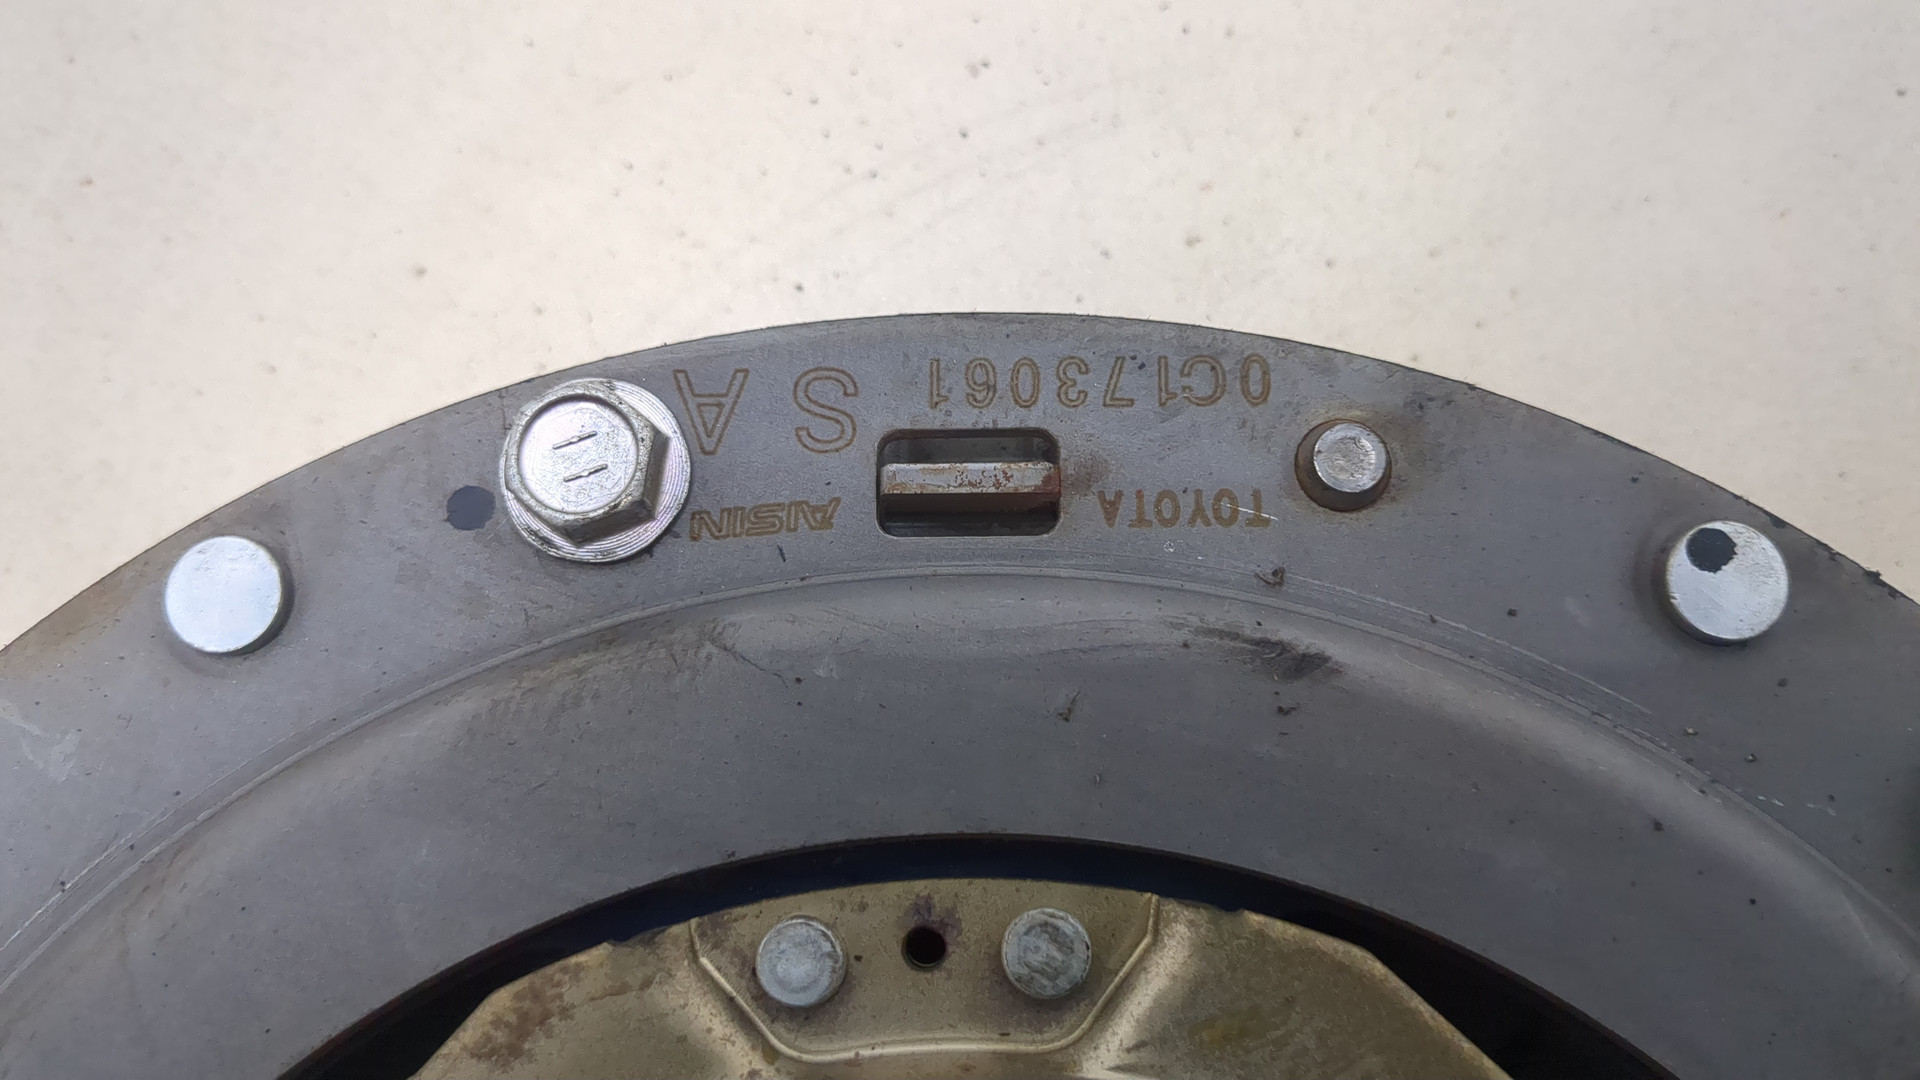 TOYOTA AISIN
0C173061 S A